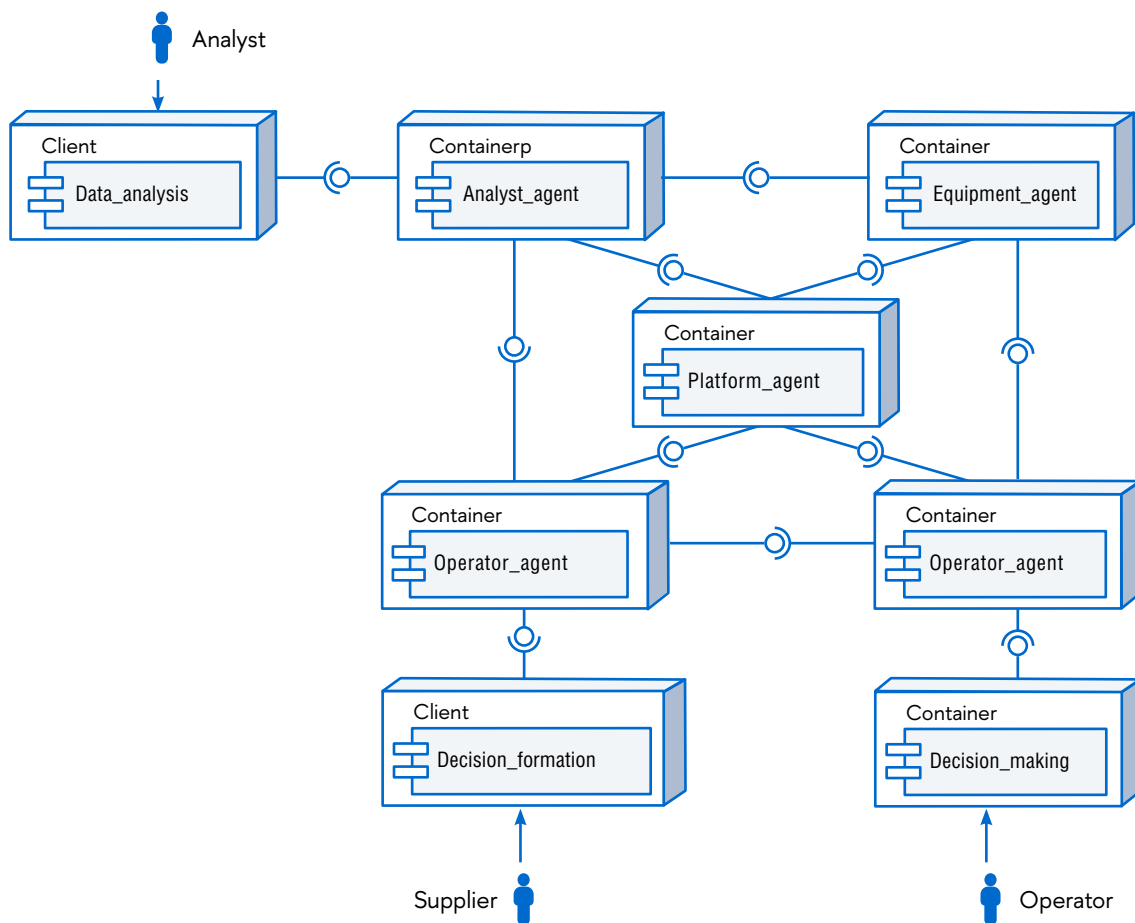 Analyst
Client
Data_analysis
Containerp
Analyst_agent
Container
Equipment_agent
Container
Platform_agent
Container
Operator_agent
Container
Operator_agent
Client
Decision_formation
Container
Decision_making
Supplier
Operator